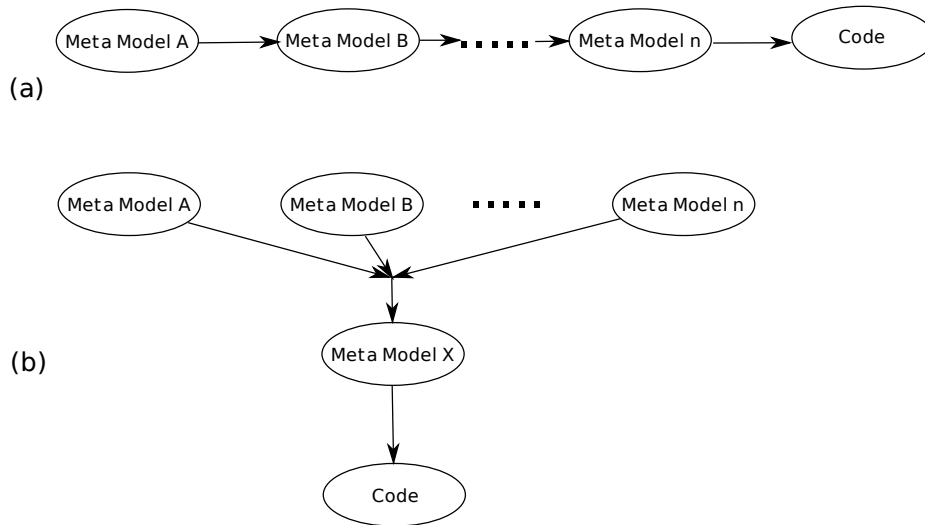 Meta Model A
Meta Model B
Meta Model n
Code
(a)
Meta Model A
Meta Model B
Meta Model n
Meta Model X
(b)
Code